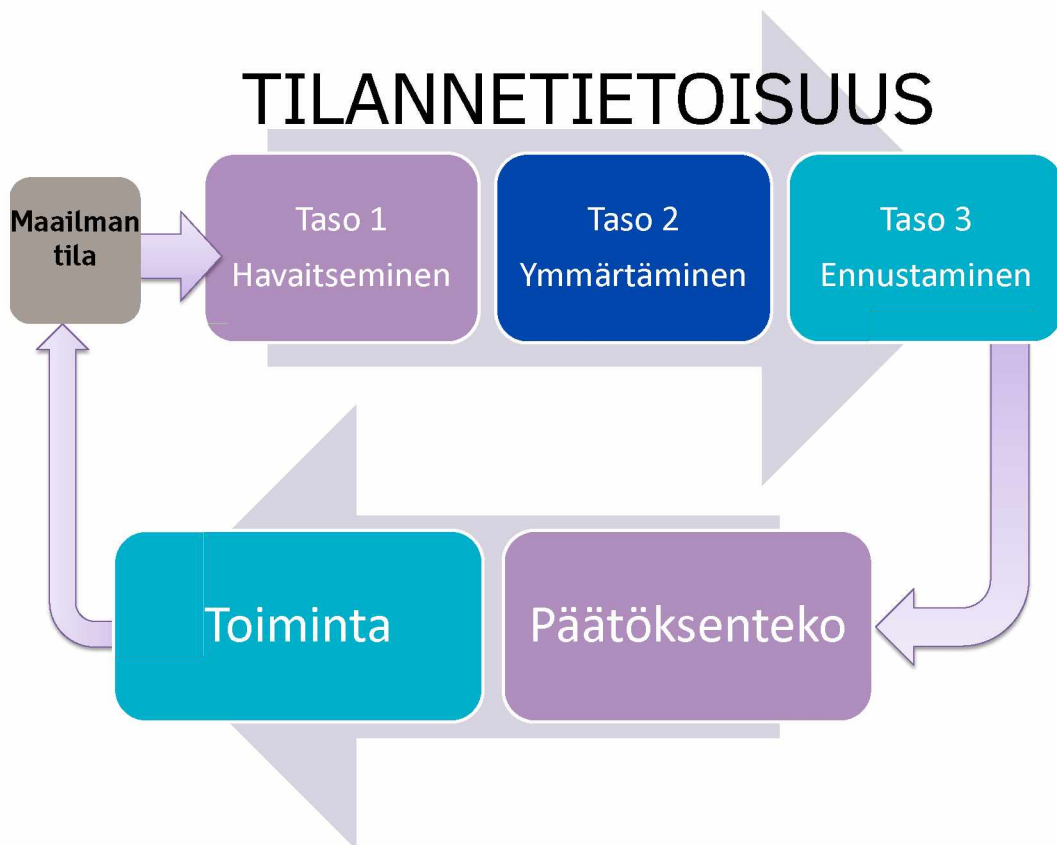 TILANNETIETOISUUS
Maailman
tila
Taso 1
Havaitseminen
Taso 2
Ymmärtäminen
Taso 3
Ennustaminen
Toiminta
Päätöksenteko